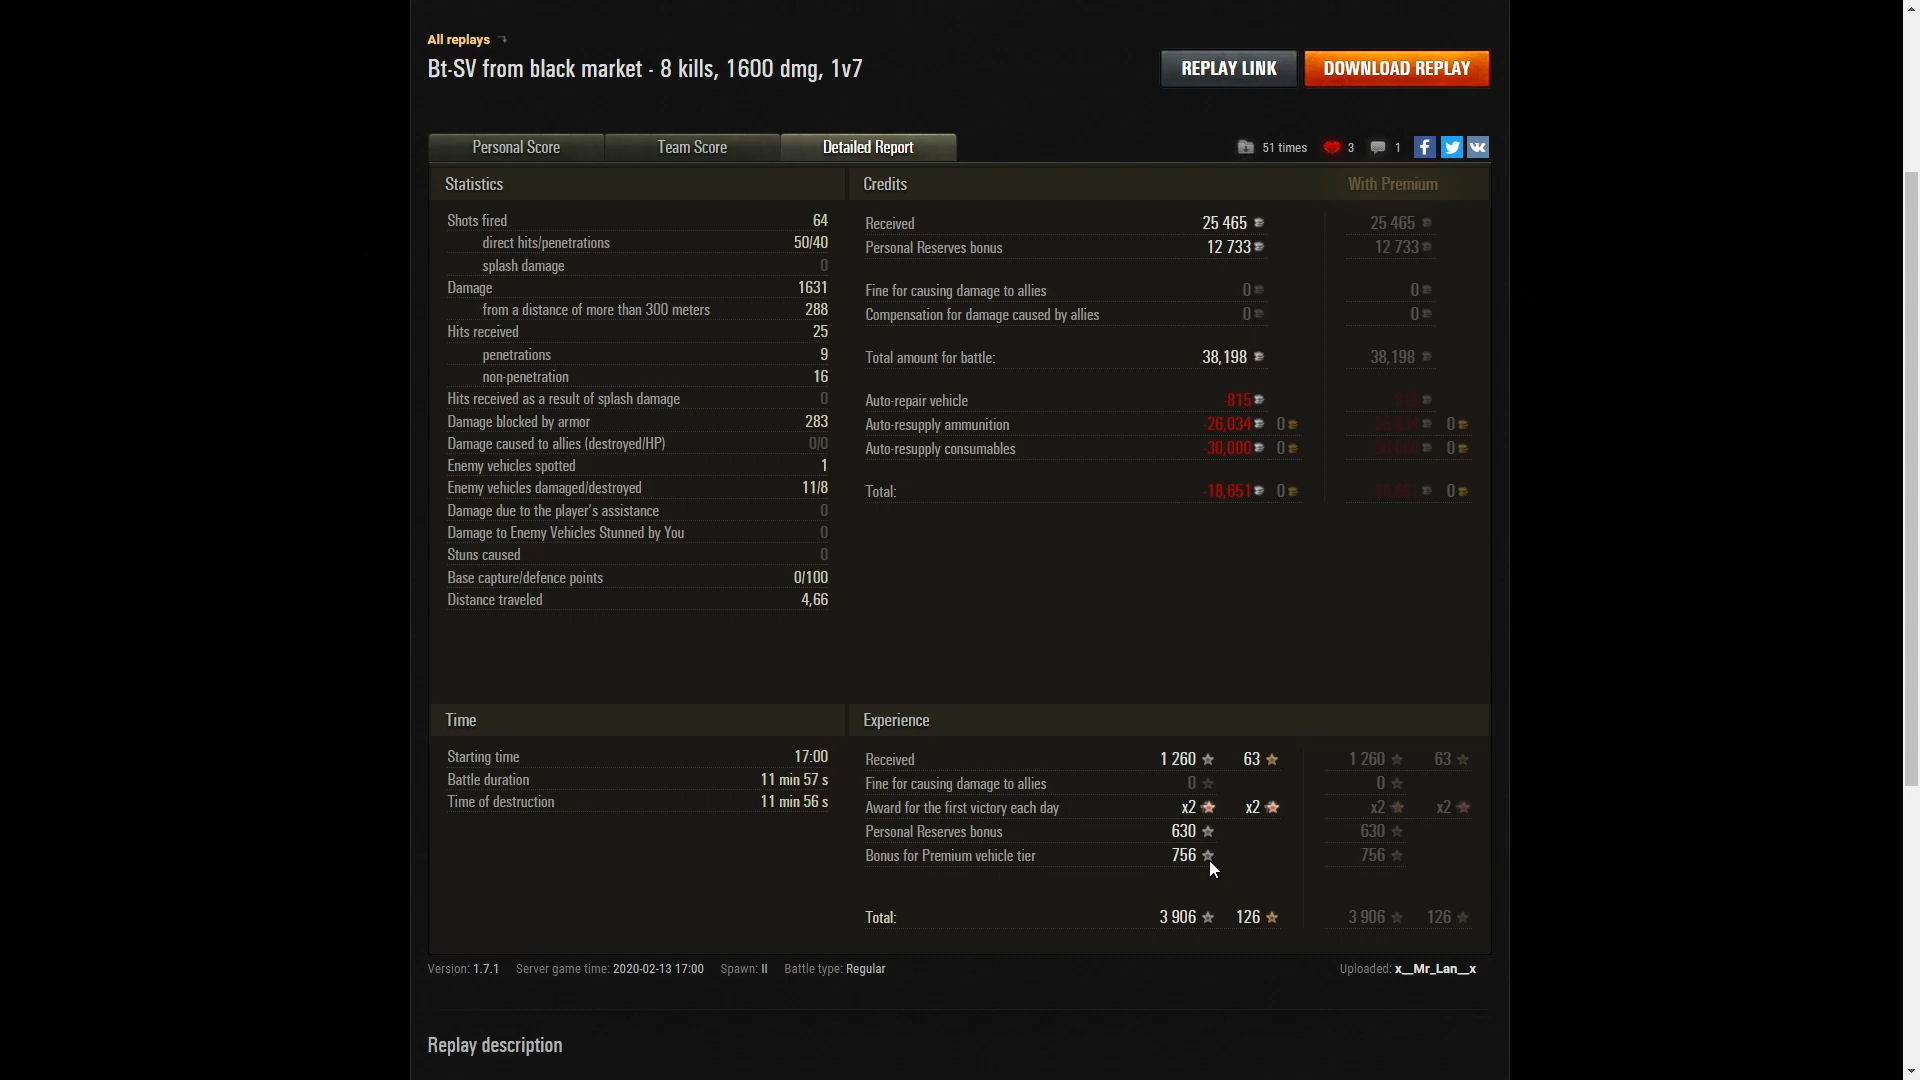 All replays
Bt-SV from black market - 8 kills, 1600 dmg, 1v7
REPLAY LINK
DOWNLOAD REPLAY
Personal Score
Team Score
Detailed Report
51 times
3
1
Statistics
Shots fired 64
direct hits/penetrations 50/40
splash damage 0
Damage 1631
from a distance of more than 300 meters 288
Hits received 25
penetrations 9
non-penetration 16
Hits received as a result of splash damage 0
Damage blocked by armor 283
Damage caused to allies (destroyed/HP) 0/0
Enemy vehicles spotted 1
Enemy vehicles damaged/destroyed 11/8
Damage due to the player's assistance 0
Damage to Enemy Vehicles Stunned by You 0
Stuns caused 0
Base capture/defence points 0/100
Distance traveled 4,66
Credits With Premium
Received 25 465 25 465
Personal Reserves bonus 12 733 12 733
Fine for causing damage to allies 0 0
Compensation for damage caused by allies 0 0
Total amount for battle: 38,198 38,198
Auto-repair vehicle -815 -815
Auto-resupply ammunition -26,034 0 -26,034 0
Auto-resupply consumables -30,000 0 -30,000 0
Total: -18,651 0 -18,651 0
Time
Starting time 17:00
Battle duration 11 min 57 s
Time of destruction 11 min 56 s
Experience
Received 1 260 63 1 260 63
Fine for causing damage to allies 0 0
Award for the first victory each day x2 x2 x2 x2
Personal Reserves bonus 630 630
Bonus for Premium vehicle tier 756 756
Total: 3 906 126 3 906 126
Version: 1.7.1 Server game time: 2020-02-13 17:00 Spawn: II Battle type: Regular
Uploaded: x__Mr_Lan__x
Replay description